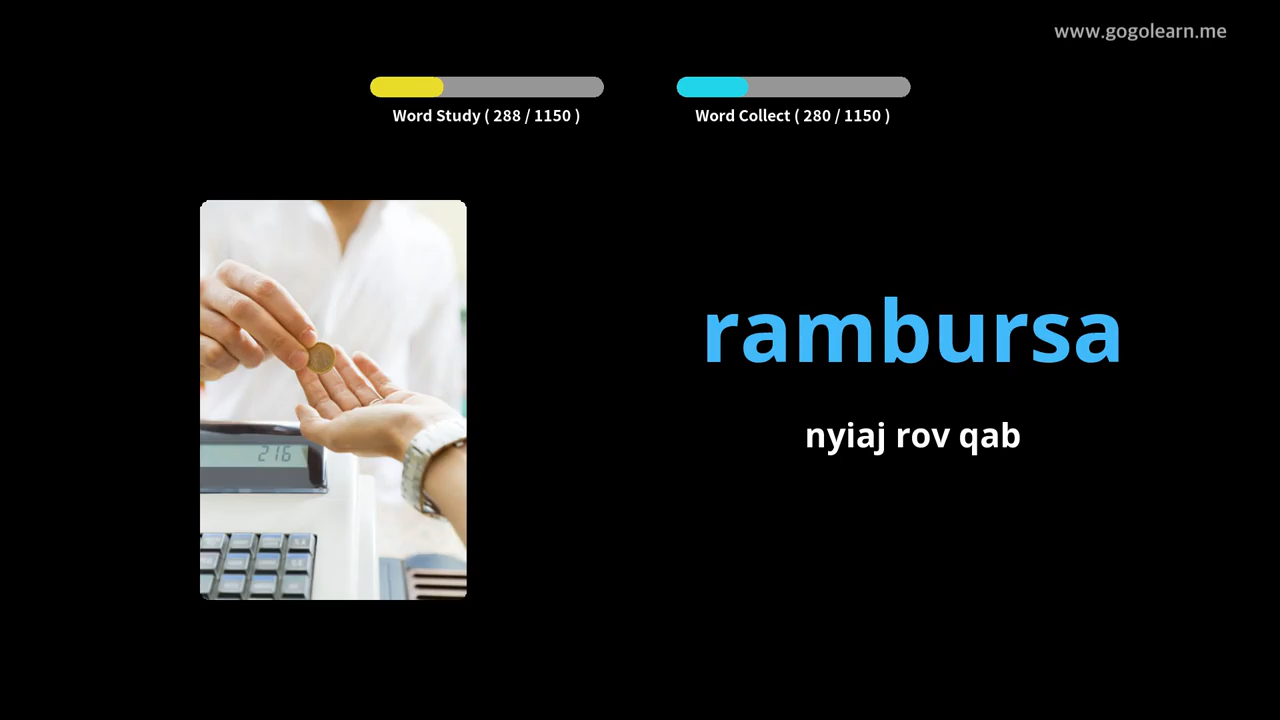 www.gogolearn.me
Word Study ( 288 / 1150 )
Word Collect ( 280 / 1150 )
216
rambursa
nyiaj rov qab